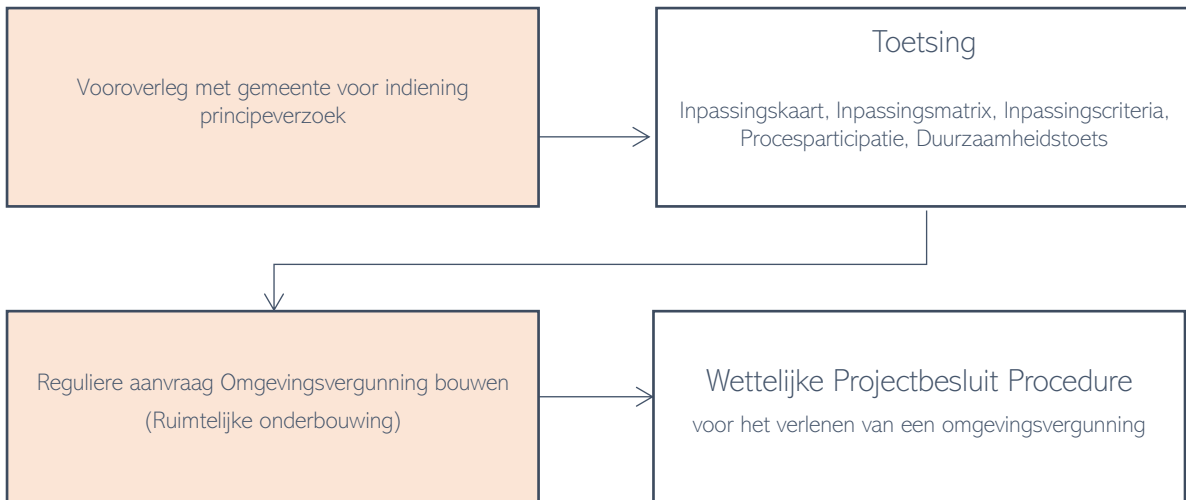 Vooroverleg met gemeente voor indiening
principeverzoek
Toetsing
Inpassingskaart, Inpassingsmatrix, Inpassingscriteria,
Procesparticipatie, Duurzaamheidstoets
Reguliere aanvraag Omgevingsvergunning bouwen
(Ruimtelijke onderbouwing)
Wettelijke Projectbesluit Procedure
voor het verlenen van een omgevingsvergunning